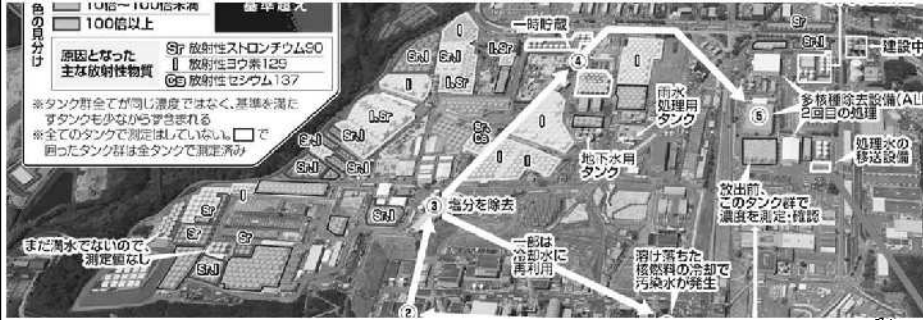 色の見分け
10倍～100倍未満
100倍以上
基準超え
原因となった
主な放射性物質
Sr 放射性ストロンチウム90
I 放射性ヨウ素129
Cs 放射性セシウム137
※タンク群全てが同じ濃度ではなく、基準を満た
すタンクも少なからず含まれる
※全てのタンクで測定はしていない。□で
囲ったタンク群は全タンクで測定済み
一時貯蔵
④
雨水
処理用
タンク
地下水用
タンク
③
塩分を除去
一部は
冷却水に
再利用
溶け落ちた
核燃料の冷却で
汚染水が発生
②
まだ満水でないので、
測定値なし
建設中
⑤
多核種除去設備
2回目の処理
処理水の
移送設備
放出前、
このタンク群で
濃度を測定・確認
I
I
I,Sr
Sr,I
I
I,Sr
I
Sr
Cs
I
I
Sr,I
Sr,I
Sr,I
I
Sr
Sr
Sr
Sr,I
Sr
Sr,I